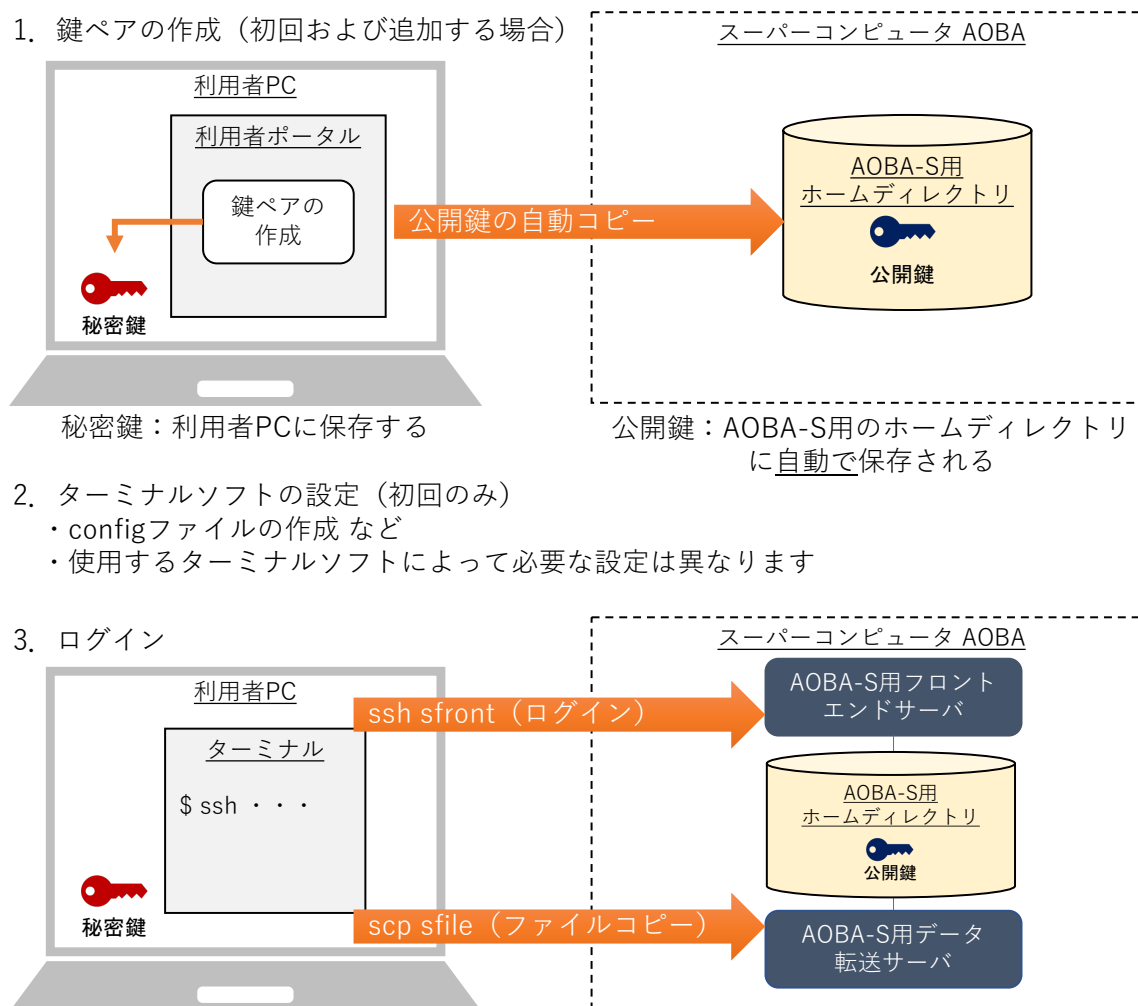 1. 鍵ペアの作成（初回および追加する場合）
スーパーコンピュータ AOBA
利用者PC
利用者ポータル
鍵ペアの
作成
秘密鍵
公開鍵の自動コピー
AOBA-S用
ホームディレクトリ
公開鍵
秘密鍵：利用者PCに保存する
公開鍵：AOBA-S用のホームディレクトリ
に自動で保存される
2. ターミナルソフトの設定（初回のみ）
・configファイルの作成 など
・使用するターミナルソフトによって必要な設定は異なります
3. ログイン
スーパーコンピュータ AOBA
利用者PC
ターミナル
$ ssh ・・・
秘密鍵
ssh sfront（ログイン）
AOBA-S用フロント
エンドサーバ
AOBA-S用
ホームディレクトリ
公開鍵
scp sfile（ファイルコピー）
AOBA-S用データ
転送サーバ